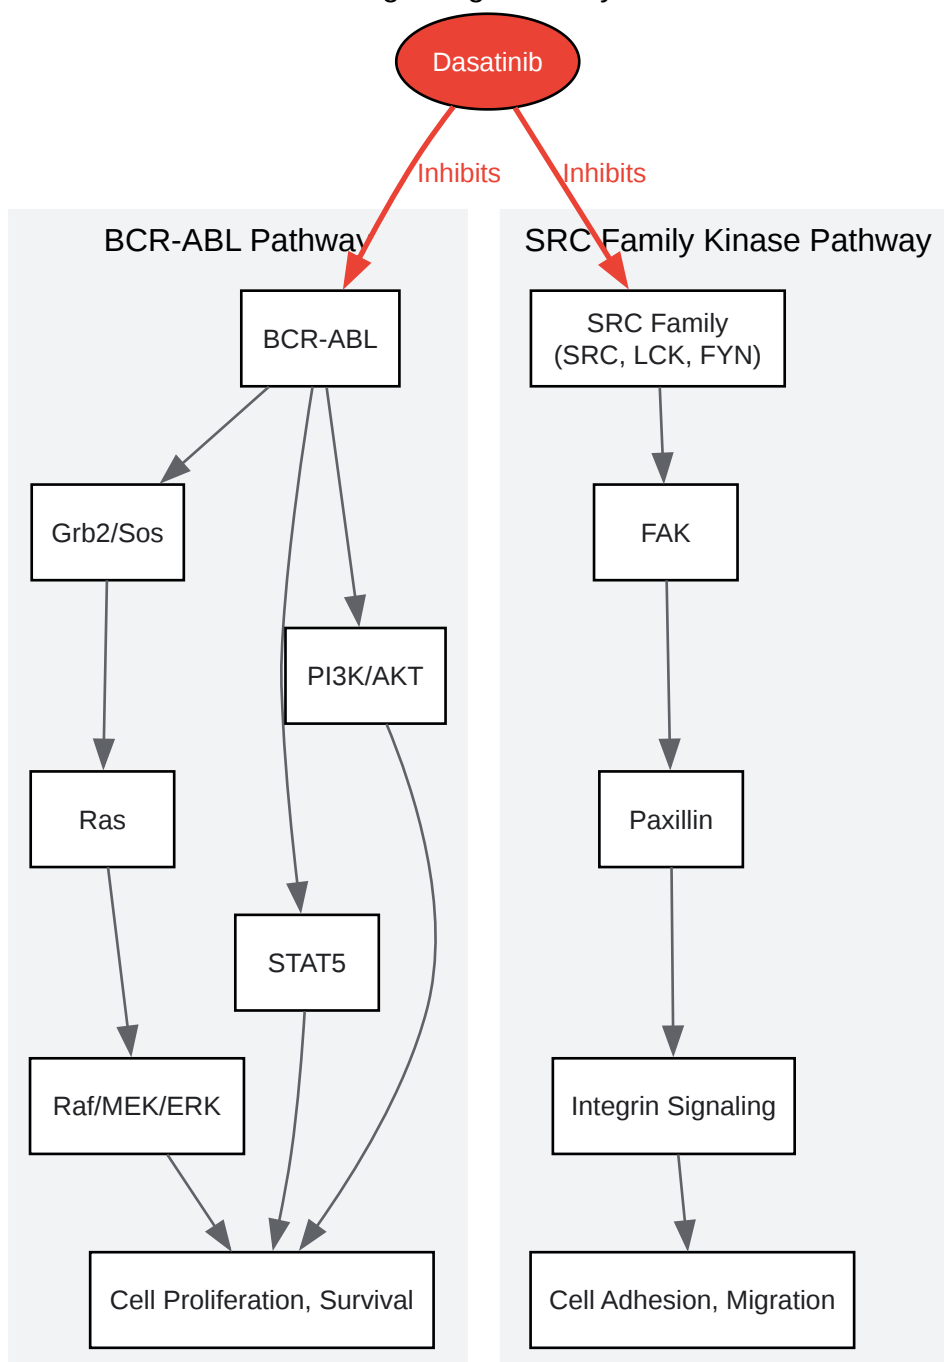 Dasatinib
Inhibits
Inhibits
BCR-ABL Pathway
SRC Family Kinase Pathway
BCR-ABL
SRC Family
(SRC, LCK, FYN)
Grb2/Sos
FAK
PI3K/AKT
Ras
Paxillin
STAT5
Raf/MEK/ERK
Integrin Signaling
Cell Proliferation, Survival
Cell Adhesion, Migration